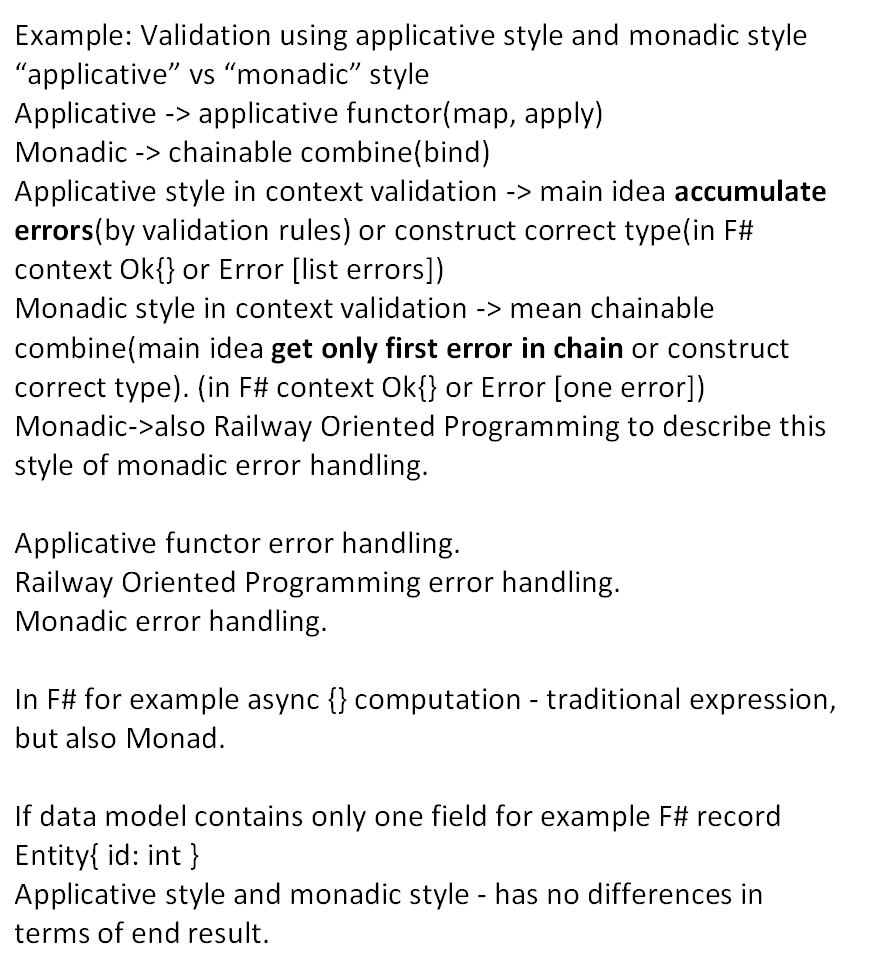 Example: Validation using applicative style and monadic style
“applicative” vs “monadic” style
Applicative -> applicative functor(map, apply)
Monadic -> chainable combine(bind)
Applicative style in context validation -> main idea accumulate
errors(by validation rules) or construct correct type(in F#
context Ok{} or Error [list errors])
Monadic style in context validation -> mean chainable
combine(main idea get only first error in chain or construct
correct type). (in F# context Ok{} or Error [one error])
Monadic->also Railway Oriented Programming to describe this
style of monadic error handling.
Applicative functor error handling.
Railway Oriented Programming error handling.
Monadic error handling.
In F# for example async {} computation - traditional expression,
but also Monad.
If data model contains only one field for example F# record
Entity{ id: int }
Applicative style and monadic style - has no differences in
terms of end result.